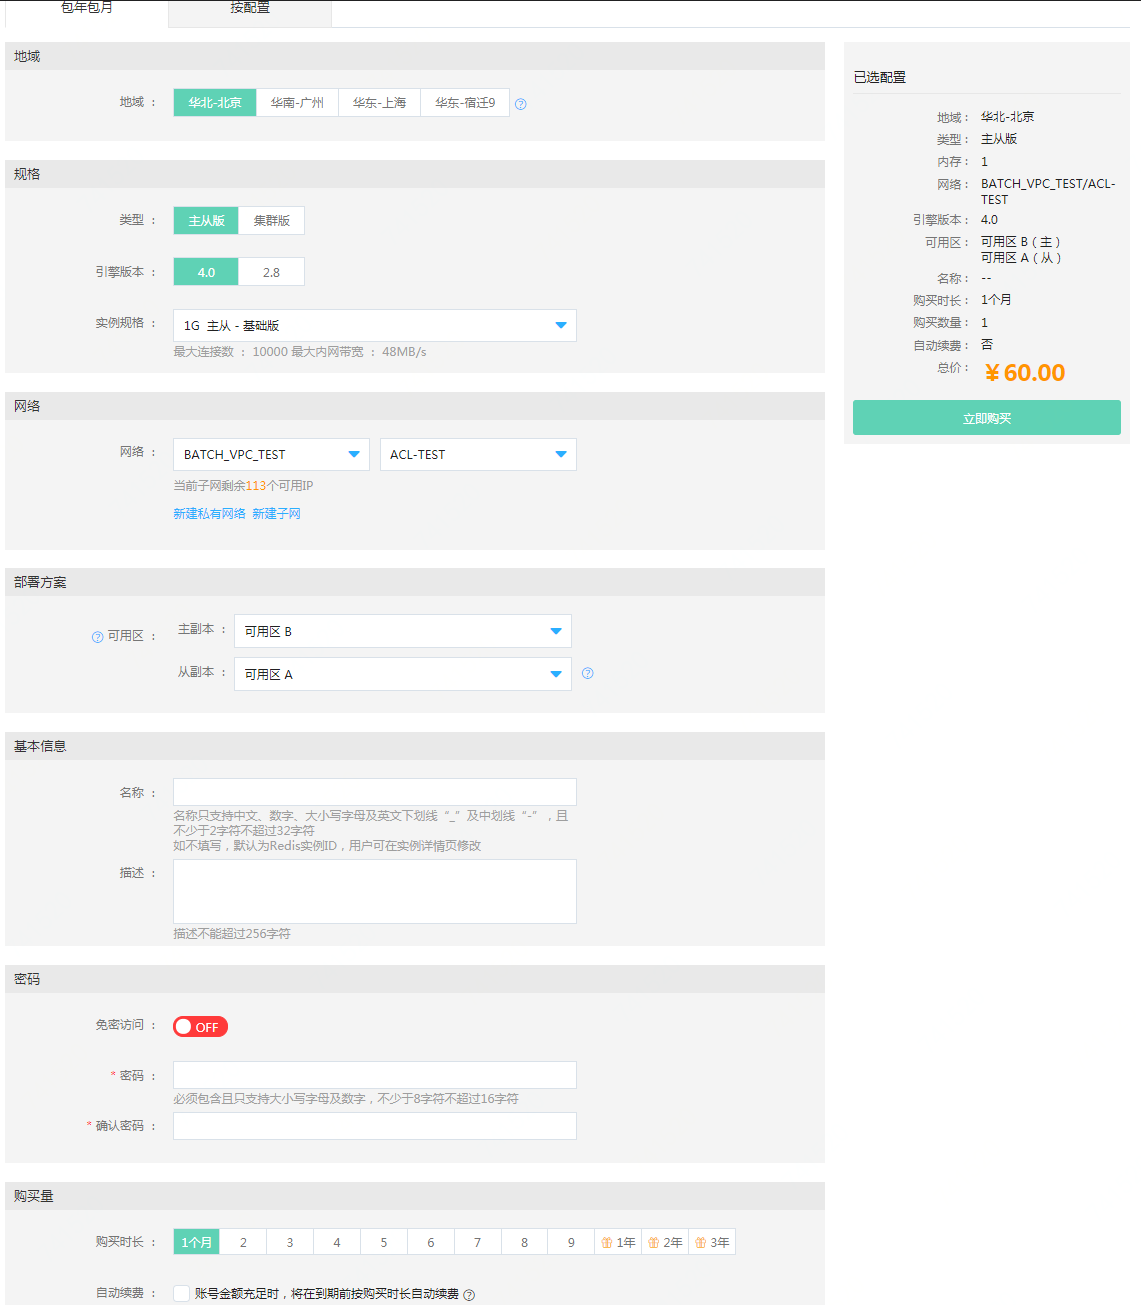 包年包月 按配置
地域
地域 ： 华北-北京 华南-广州 华东-上海 华东-宿迁9
规格
类型 ： 主从版 集群版
引擎版本 ： 4.0 2.8
实例规格 ： 1G 主从 - 基础版
最大连接数 ： 10000 最大内网带宽 ： 48MB/s
网络
网络 ： BATCH_VPC_TEST ACL-TEST
当前子网剩余113个可用IP
新建私有网络 新建子网
部署方案
可用区 ： 主副本 ： 可用区 B
从副本 ： 可用区 A
基本信息
名称 ：
名称只支持中文、数字、大小写字母及英文下划线“_”及中划线“-”，且
不少于2字符不超过32字符
如不填写，默认为Redis实例ID，用户可在实例详情页修改
描述 ：
描述不能超过256字符
密码
免密访问 ： OFF
* 密码 ：
必须包含且只支持大小写字母及数字，不少于8字符不超过16字符
* 确认密码 ：
购买量
购买时长 ： 1个月 2 3 4 5 6 7 8 9 1年 2年 3年
自动续费 ： 账号金额充足时，将在到期前按购买时长自动续费
已选配置
地域： 华北-北京
类型： 主从版
内存： 1
网络： BATCH_VPC_TEST/ACL-
TEST
引擎版本： 4.0
可用区： 可用区 B（主）
可用区 A（从）
名称： --
购买时长： 1个月
购买数量： 1
自动续费： 否
总价： ¥60.00
立即购买